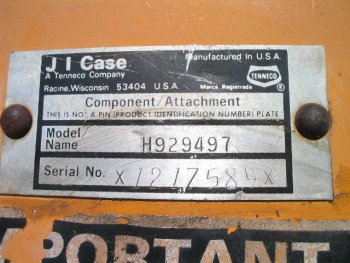 J I Case
Manufactured in U.S.A.
A Tenneco Company
TENNECO
Racine, Wisconsin 53404 U.S.A.
Marca Registrada
Component/Attachment
THIS IS NOT A PIN (PRODUCT IDENTIFICATION NUMBER) PLATE
Model
Name H929497
Serial No. X1217589X
PORTANT